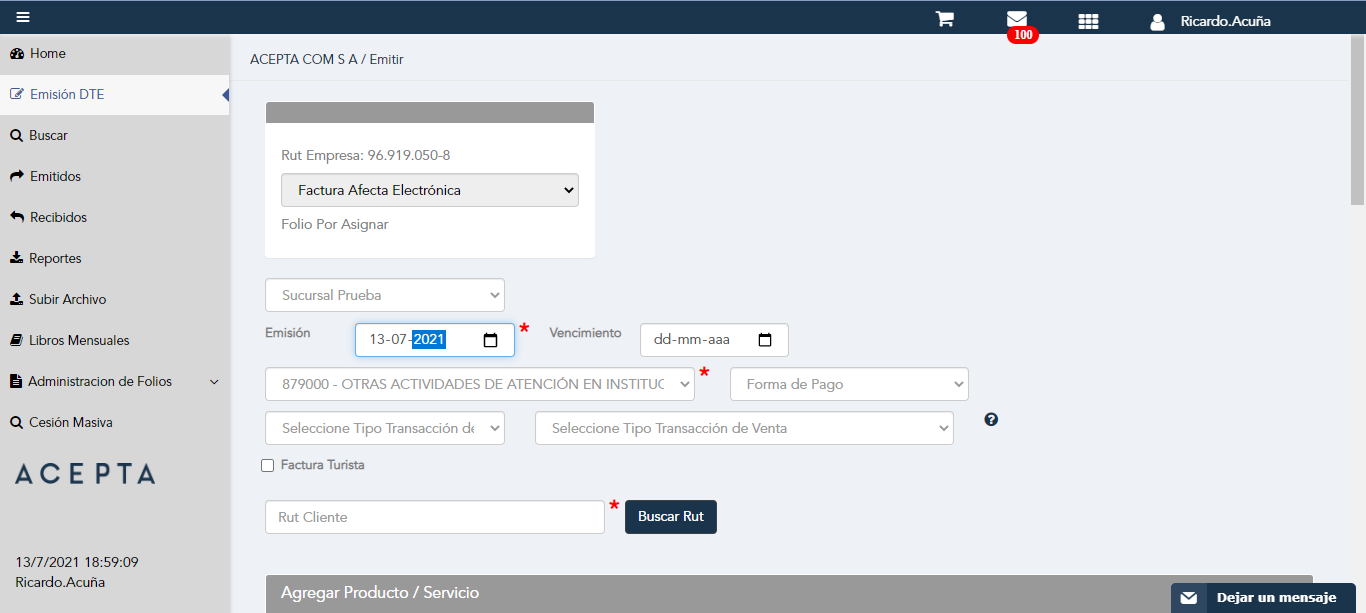 100
Ricardo.Acuña
Home
Emisión DTE
Buscar
Emitidos
Recibidos
Reportes
Subir Archivo
Libros Mensuales
Administracion de Folios
Cesión Masiva
ACEPTA
13/7/2021 18:59:09
Ricardo.Acuña
ACEPTA COM S A / Emitir
Rut Empresa: 96.919.050-8
Factura Afecta Electrónica
Folio Por Asignar
Sucursal Prueba
Emisión 13-07-2021 * Vencimiento dd-mm-aaa
879000 - OTRAS ACTIVIDADES DE ATENCIÓN EN INSTITUC * Forma de Pago
Seleccione Tipo Transacción de Seleccione Tipo Transacción de Venta ?
Factura Turista
Rut Cliente * Buscar Rut
Agregar Producto / Servicio
Dejar un mensaje